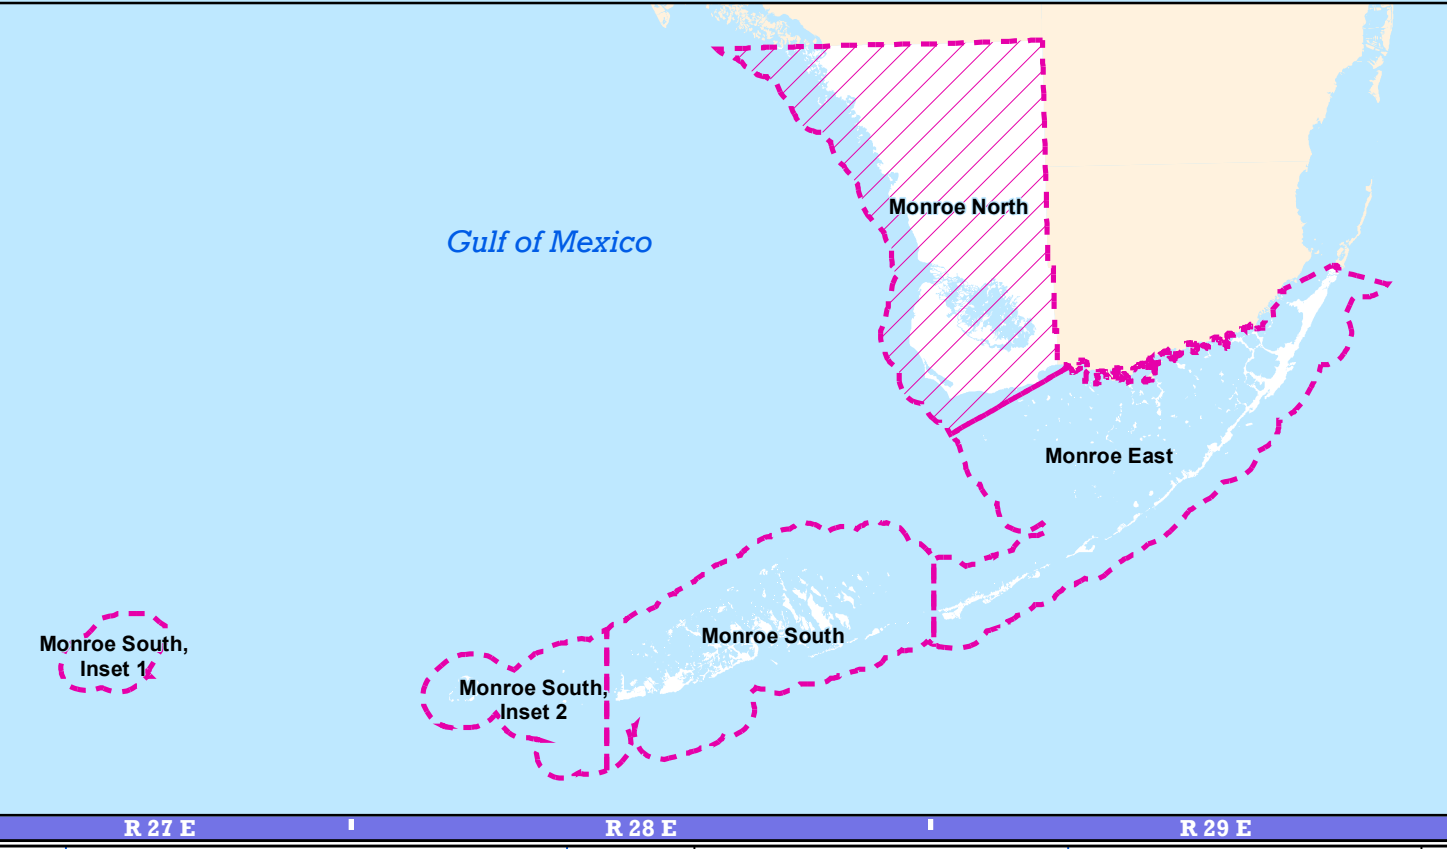 Monroe North
Gulf of Mexico
Monroe East
Monroe South
Monroe South,
Inset 1
Monroe South,
Inset 2
R 27 E
R 28 E
R 29 E